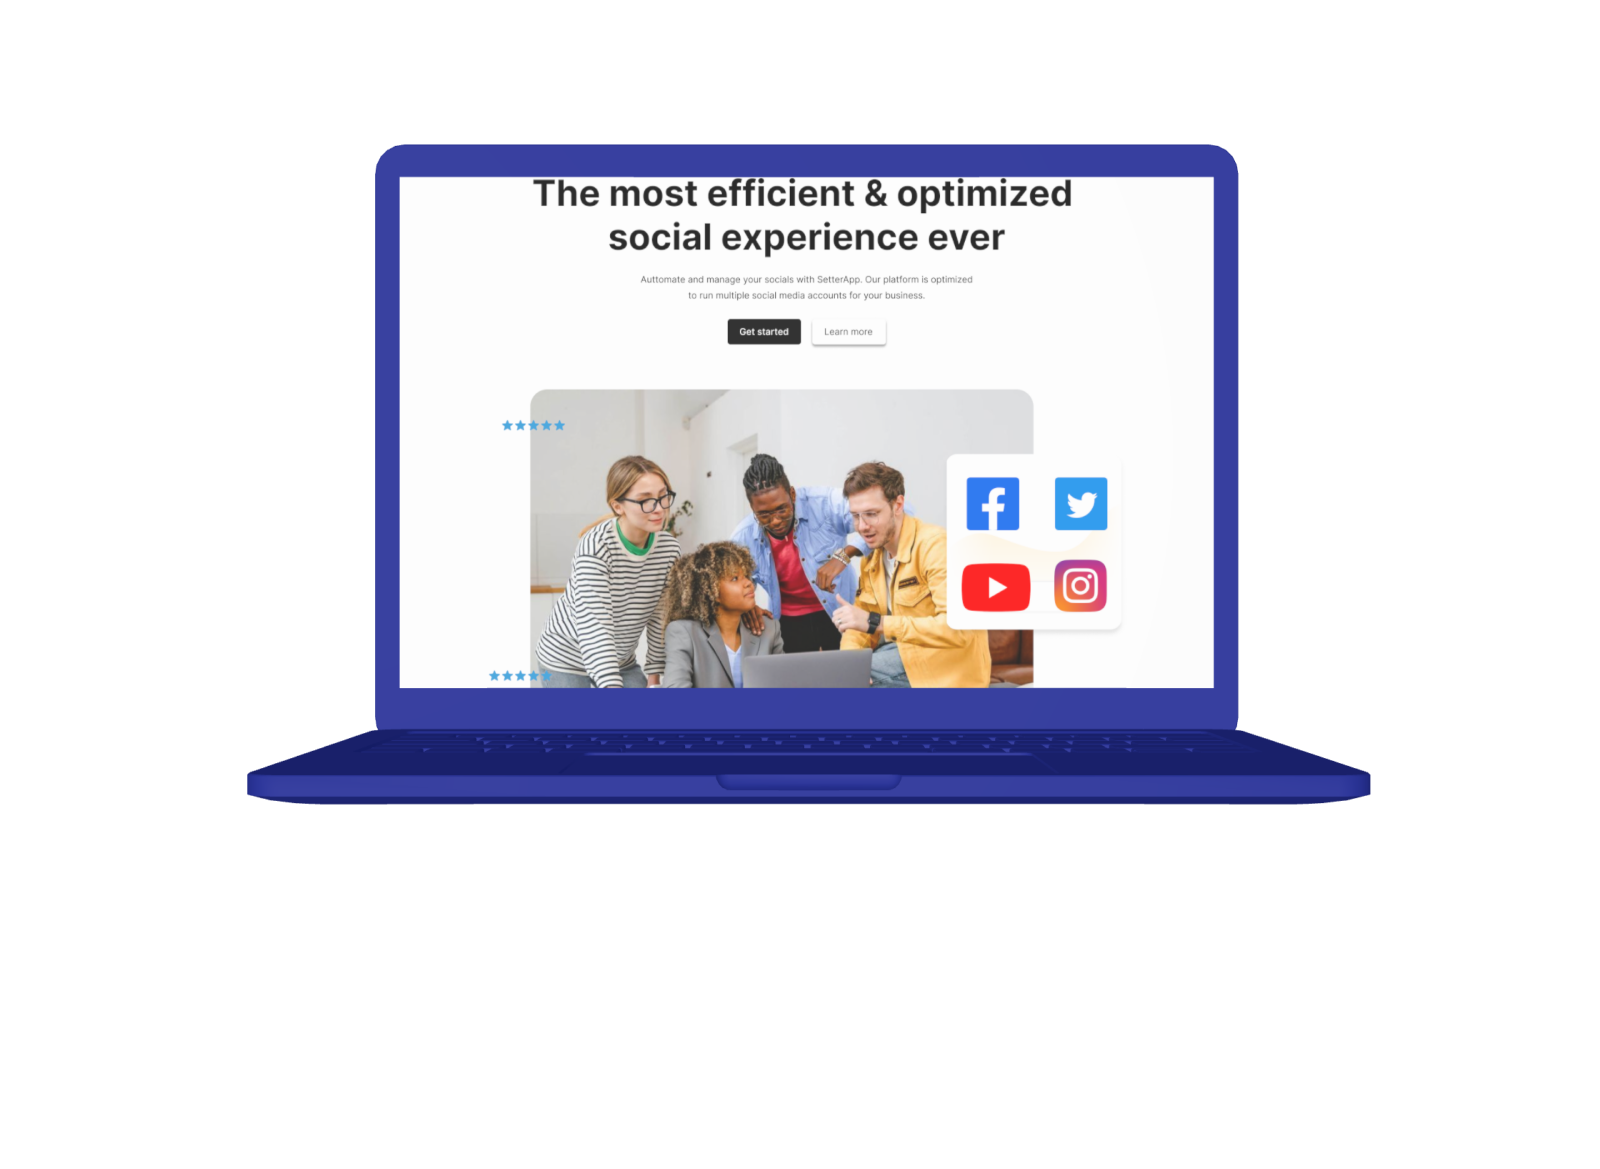 The most efficient & optimized
social experience ever
Auttomate and manage your socials with SetterApp. Our platform is optimized
to run multiple social media accounts for your business.
Get started
Learn more